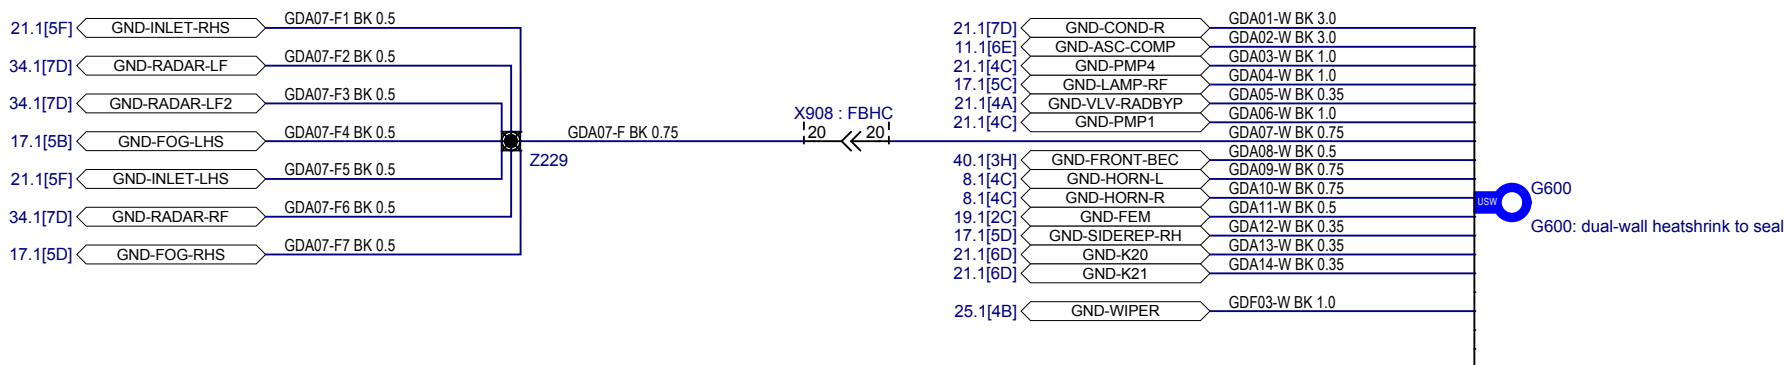 21.1[5F] GND-INLET-RHS GDA07-F1 BK 0.5
34.1[7D] GND-RADAR-LF GDA07-F2 BK 0.5
34.1[7D] GND-RADAR-LF2 GDA07-F3 BK 0.5
17.1[5B] GND-FOG-LHS GDA07-F4 BK 0.5
21.1[5F] GND-INLET-LHS GDA07-F5 BK 0.5
34.1[7D] GND-RADAR-RF GDA07-F6 BK 0.5
17.1[5D] GND-FOG-RHS GDA07-F7 BK 0.5
Z229
GDA07-F BK 0.75
X908 : FBHC
20 20
21.1[7D] GND-COND-R GDA01-W BK 3.0
11.1[6E] GND-ASC-COMP GDA02-W BK 3.0
21.1[4C] GND-PMP4 GDA03-W BK 1.0
17.1[5C] GND-LAMP-RF GDA04-W BK 1.0
21.1[4A] GND-VLV-RADBYP GDA05-W BK 0.35
21.1[4C] GND-PMP1 GDA06-W BK 1.0
GDA07-W BK 0.75
40.1[3H] GND-FRONT-BEC GDA08-W BK 0.5
8.1[4C] GND-HORN-L GDA09-W BK 0.75
8.1[4C] GND-HORN-R GDA10-W BK 0.75
19.1[2C] GND-FEM GDA11-W BK 0.5
17.1[5D] GND-SIDEREP-RH GDA12-W BK 0.35
21.1[6D] GND-K20 GDA13-W BK 0.35
21.1[6D] GND-K21 GDA14-W BK 0.35
25.1[4B] GND-WIPER GDF03-W BK 1.0
USW
G600
G600: dual-wall heatshrink to seal